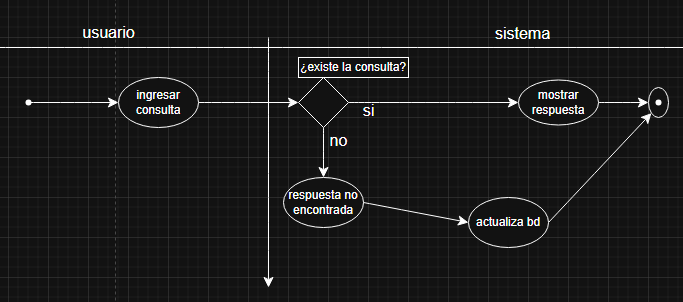 usuario
sistema
¿existe la consulta?
ingresar
consulta
si
mostrar
respuesta
no
respuesta no
encontrada
actualiza bd